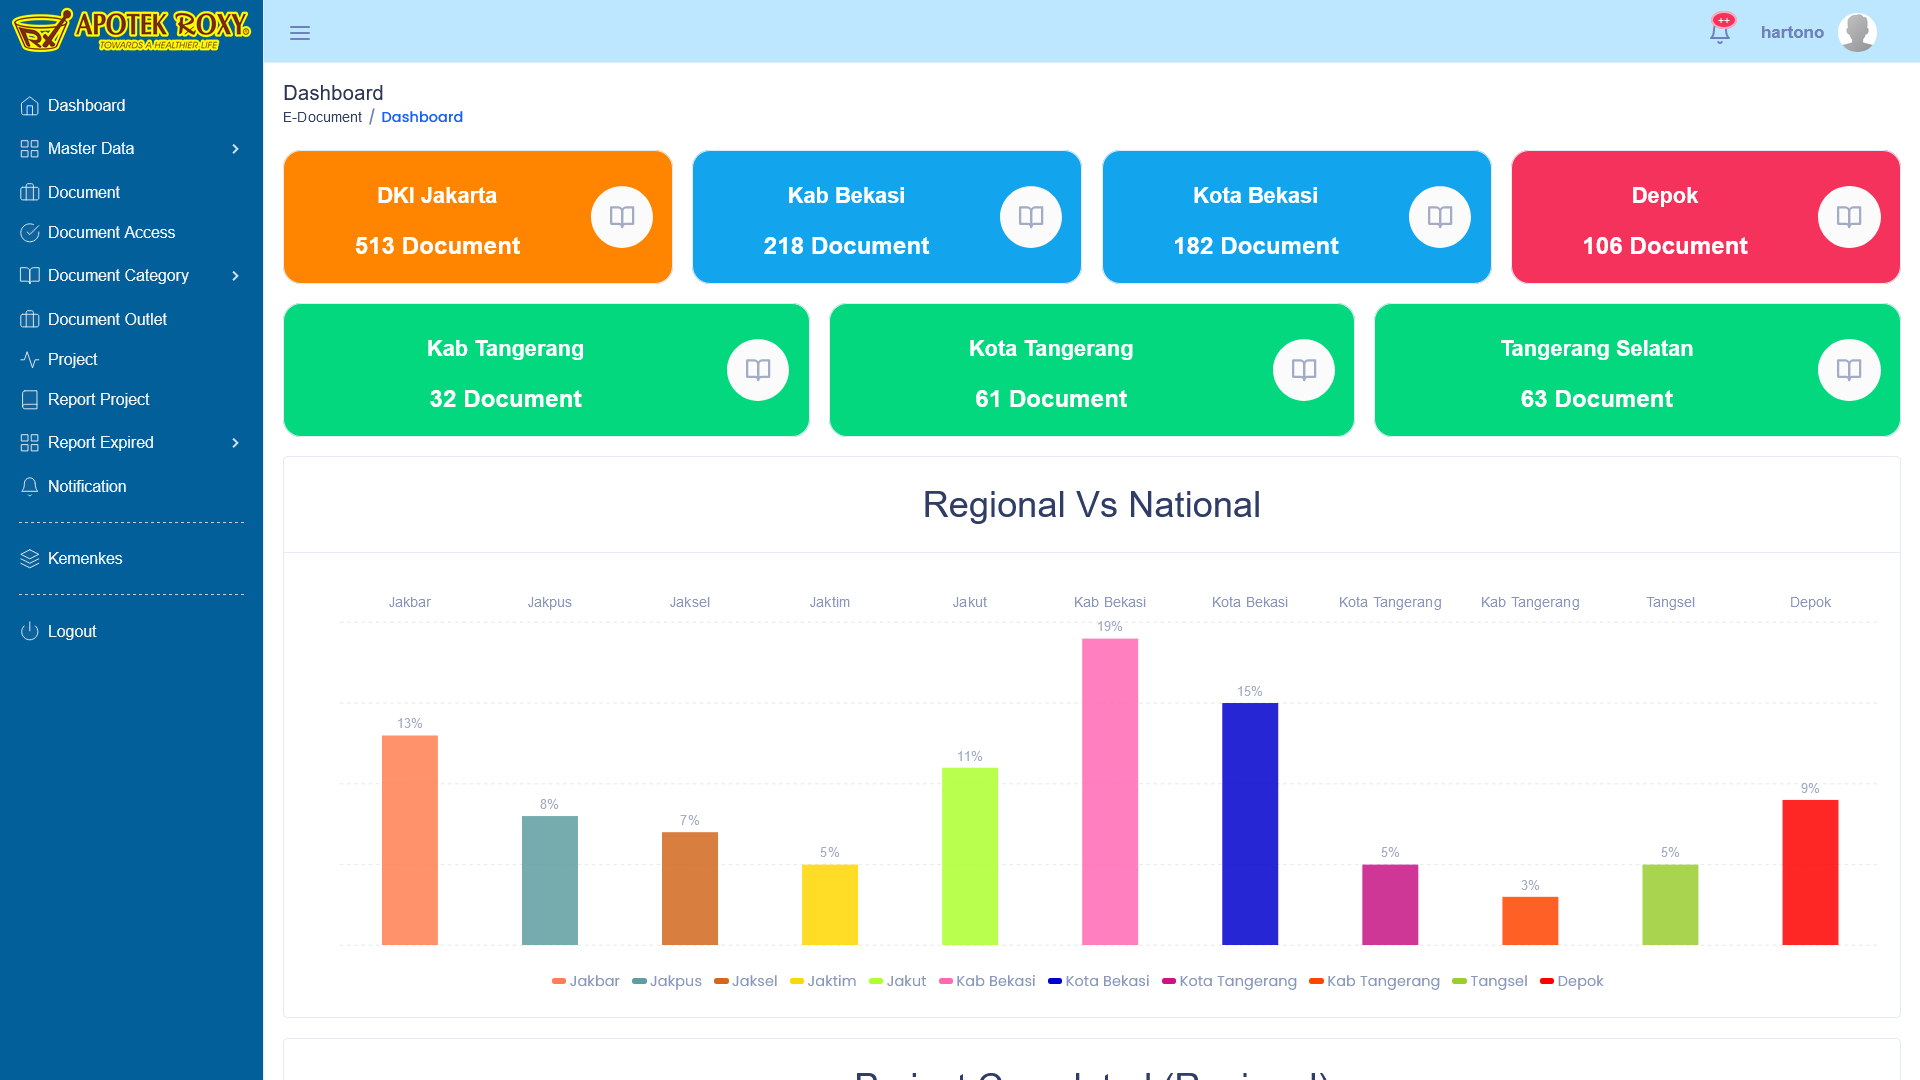 APOTEK ROXY®
TOWARDS A HEALTHIER LIFE
Rx
++
hartono
Dashboard
Master Data
Document
Document Access
Document Category
Document Outlet
Project
Report Project
Report Expired
Notification
Kemenkes
Logout
Dashboard
E-Document / Dashboard
DKI Jakarta
513 Document
Kab Bekasi
218 Document
Kota Bekasi
182 Document
Depok
106 Document
Kab Tangerang
32 Document
Kota Tangerang
61 Document
Tangerang Selatan
63 Document
Regional Vs National
Jakbar Jakpus Jaksel Jaktim Jakut Kab Bekasi Kota Bekasi Kota Tangerang Kab Tangerang Tangsel Depok
13% 8% 7% 5% 11% 19% 15% 5% 3% 5% 9%
Jakbar Jakpus Jaksel Jaktim Jakut Kab Bekasi Kota Bekasi Kota Tangerang Kab Tangerang Tangsel Depok
Project Completed (Regional)